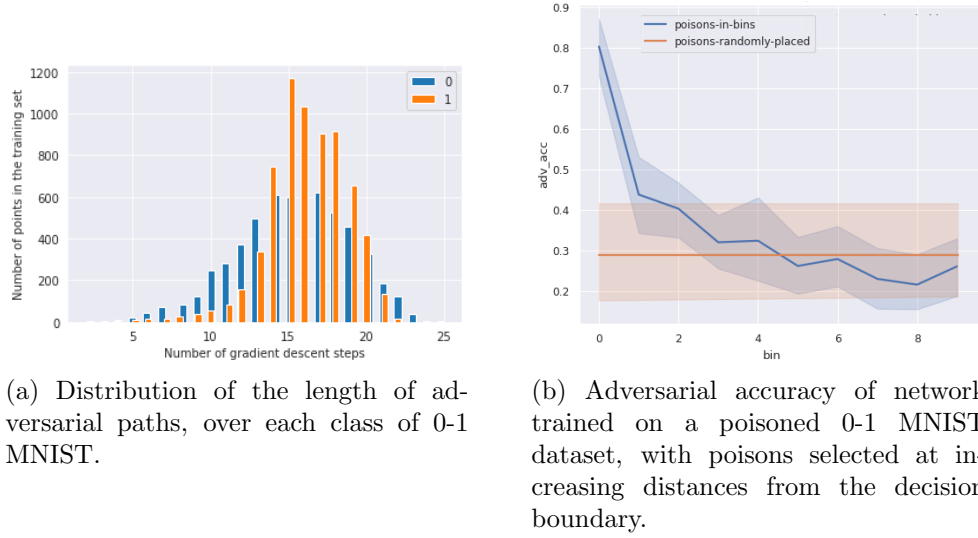 1200
1000
800
600
400
200
0
Number of points in the training set
0
1
5
10
15
20
25
Number of gradient descent steps
(a) Distribution of the length of ad-
versarial paths, over each class of 0-1
MNIST.
0.9
0.8
0.7
0.6
0.5
0.4
0.3
0.2
adv_acc
poisons-in-bins
poisons-randomly-placed
0
2
4
6
8
bin
(b) Adversarial accuracy of network
trained on a poisoned 0-1 MNIST
dataset, with poisons selected at in-
creasing distances from the decision
boundary.